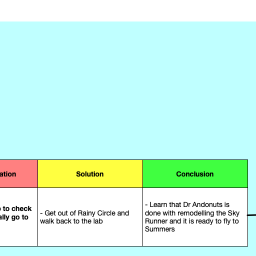 ation
Solution
Conclusion
to check
ally go to
- Get out of Rainy Circle and
walk back to the lab
- Learn that Dr Andonuts is
done with remodelling the Sky
Runner and It is ready to fly to
Summers